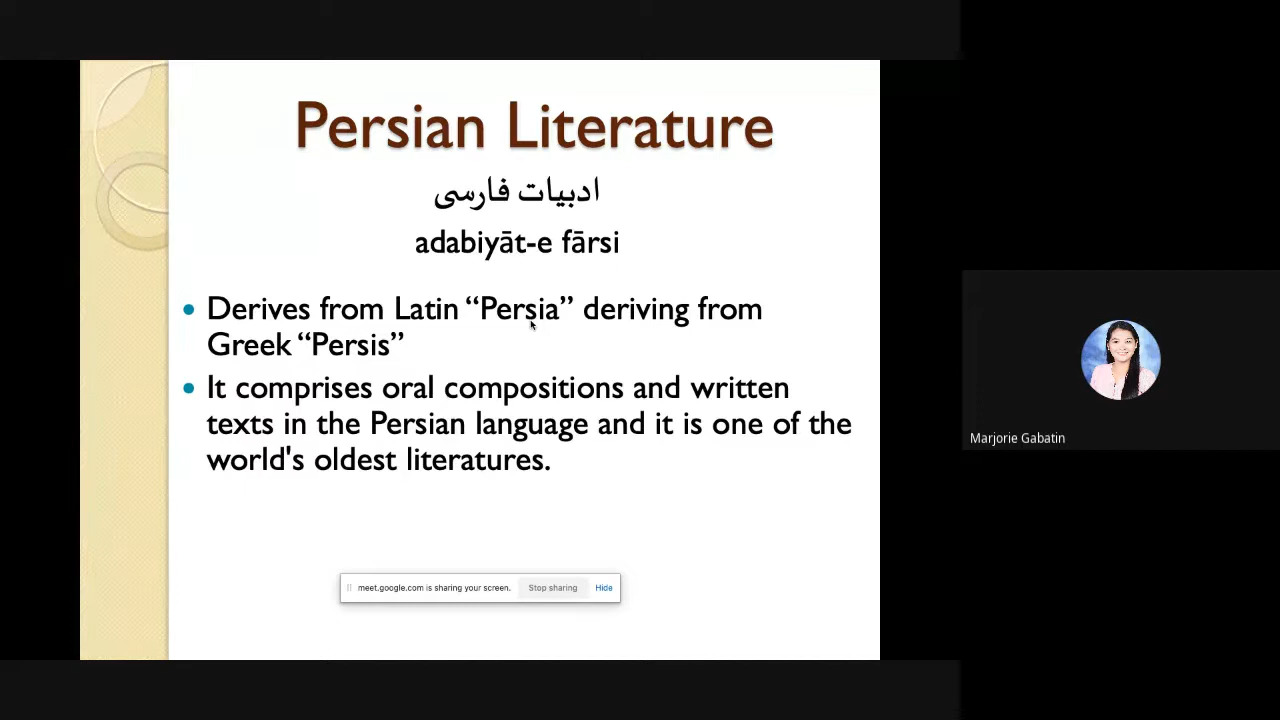 Persian Literature
ادبیات فارسی
adabiyāt-e fārsi
• Derives from Latin “Persia” deriving from
Greek “Persis”
• It comprises oral compositions and written
texts in the Persian language and it is one of the
world's oldest literatures.
Marjorie Gabatin
meet.google.com is sharing your screen. Stop sharing Hide